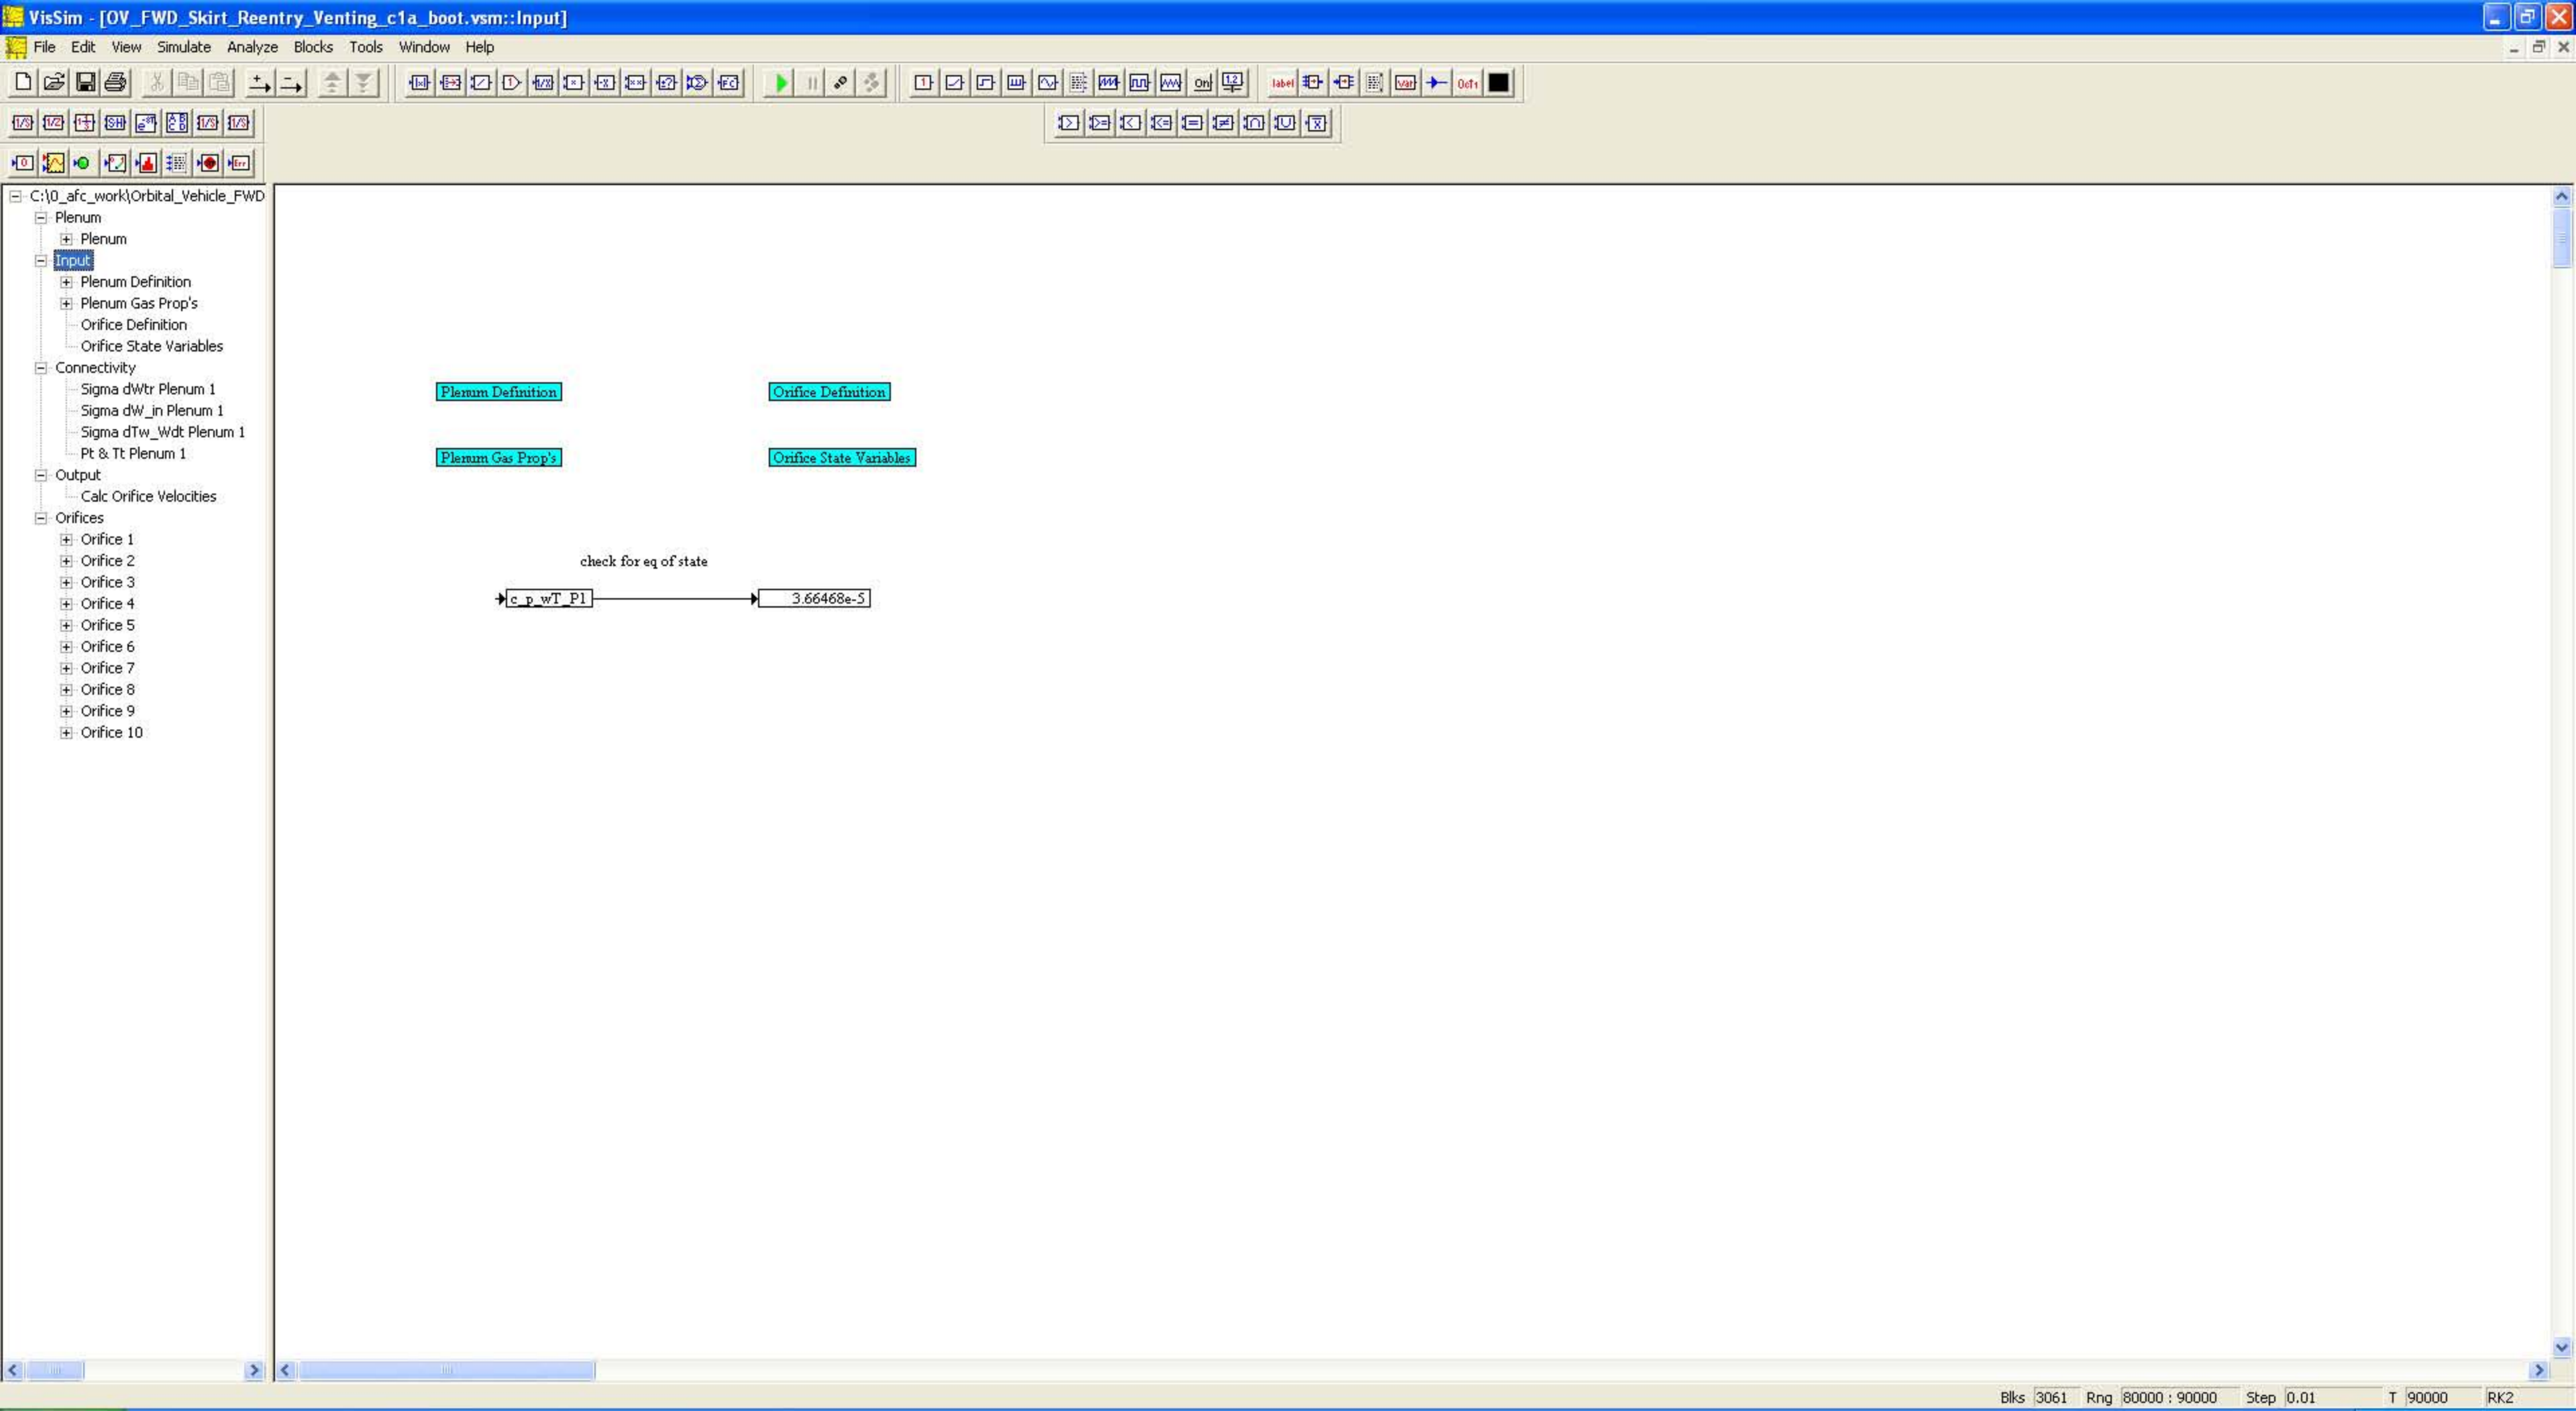 VisSim - [OV_FWD_Skirt_Reentry_Venting_c1a_boot.vsm::Input]
File Edit View Simulate Analyze Blocks Tools Window Help
label
C:\0_afc_work\Orbital_Vehicle_FWD
Plenum
Plenum
Input
Plenum Definition
Plenum Gas Prop's
Orifice Definition
Orifice State Variables
Connectivity
Sigma dWtr Plenum 1
Sigma dW_in Plenum 1
Sigma dTw_Wdt Plenum 1
Pt & Tt Plenum 1
Output
Calc Orifice Velocities
Orifices
Orifice 1
Orifice 2
Orifice 3
Orifice 4
Orifice 5
Orifice 6
Orifice 7
Orifice 8
Orifice 9
Orifice 10
Plenum Definition Orifice Definition
Plenum Gas Prop's Orifice State Variables
check for eq of state
c_p_wT_P1 3.66468e-5
Blks 3061 Rng 80000 : 90000 Step 0.01 T 90000 RK2